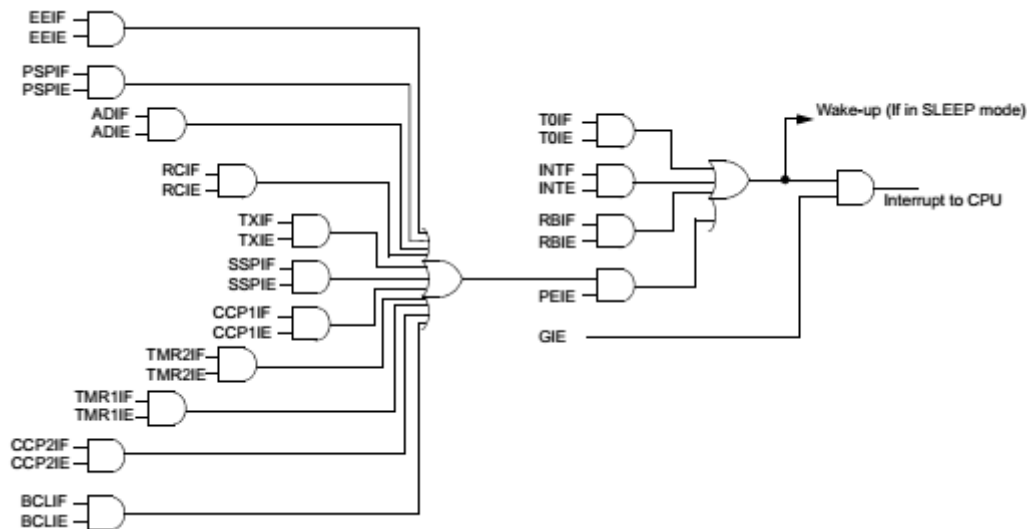 EEIF
EEIE
PSPIF
PSPIE
ADIF
ADIE
RCIF
RCIE
TXIF
TXIE
SSPIF
SSPIE
CCP1IF
CCP1IE
TMR2IF
TMR2IE
TMR1IF
TMR1IE
CCP2IF
CCP2IE
BCLIF
BCLIE
T0IF
T0IE
INTF
INTE
RBIF
RBIE
PEIE
GIE
Wake-up (If in SLEEP mode)
Interrupt to CPU